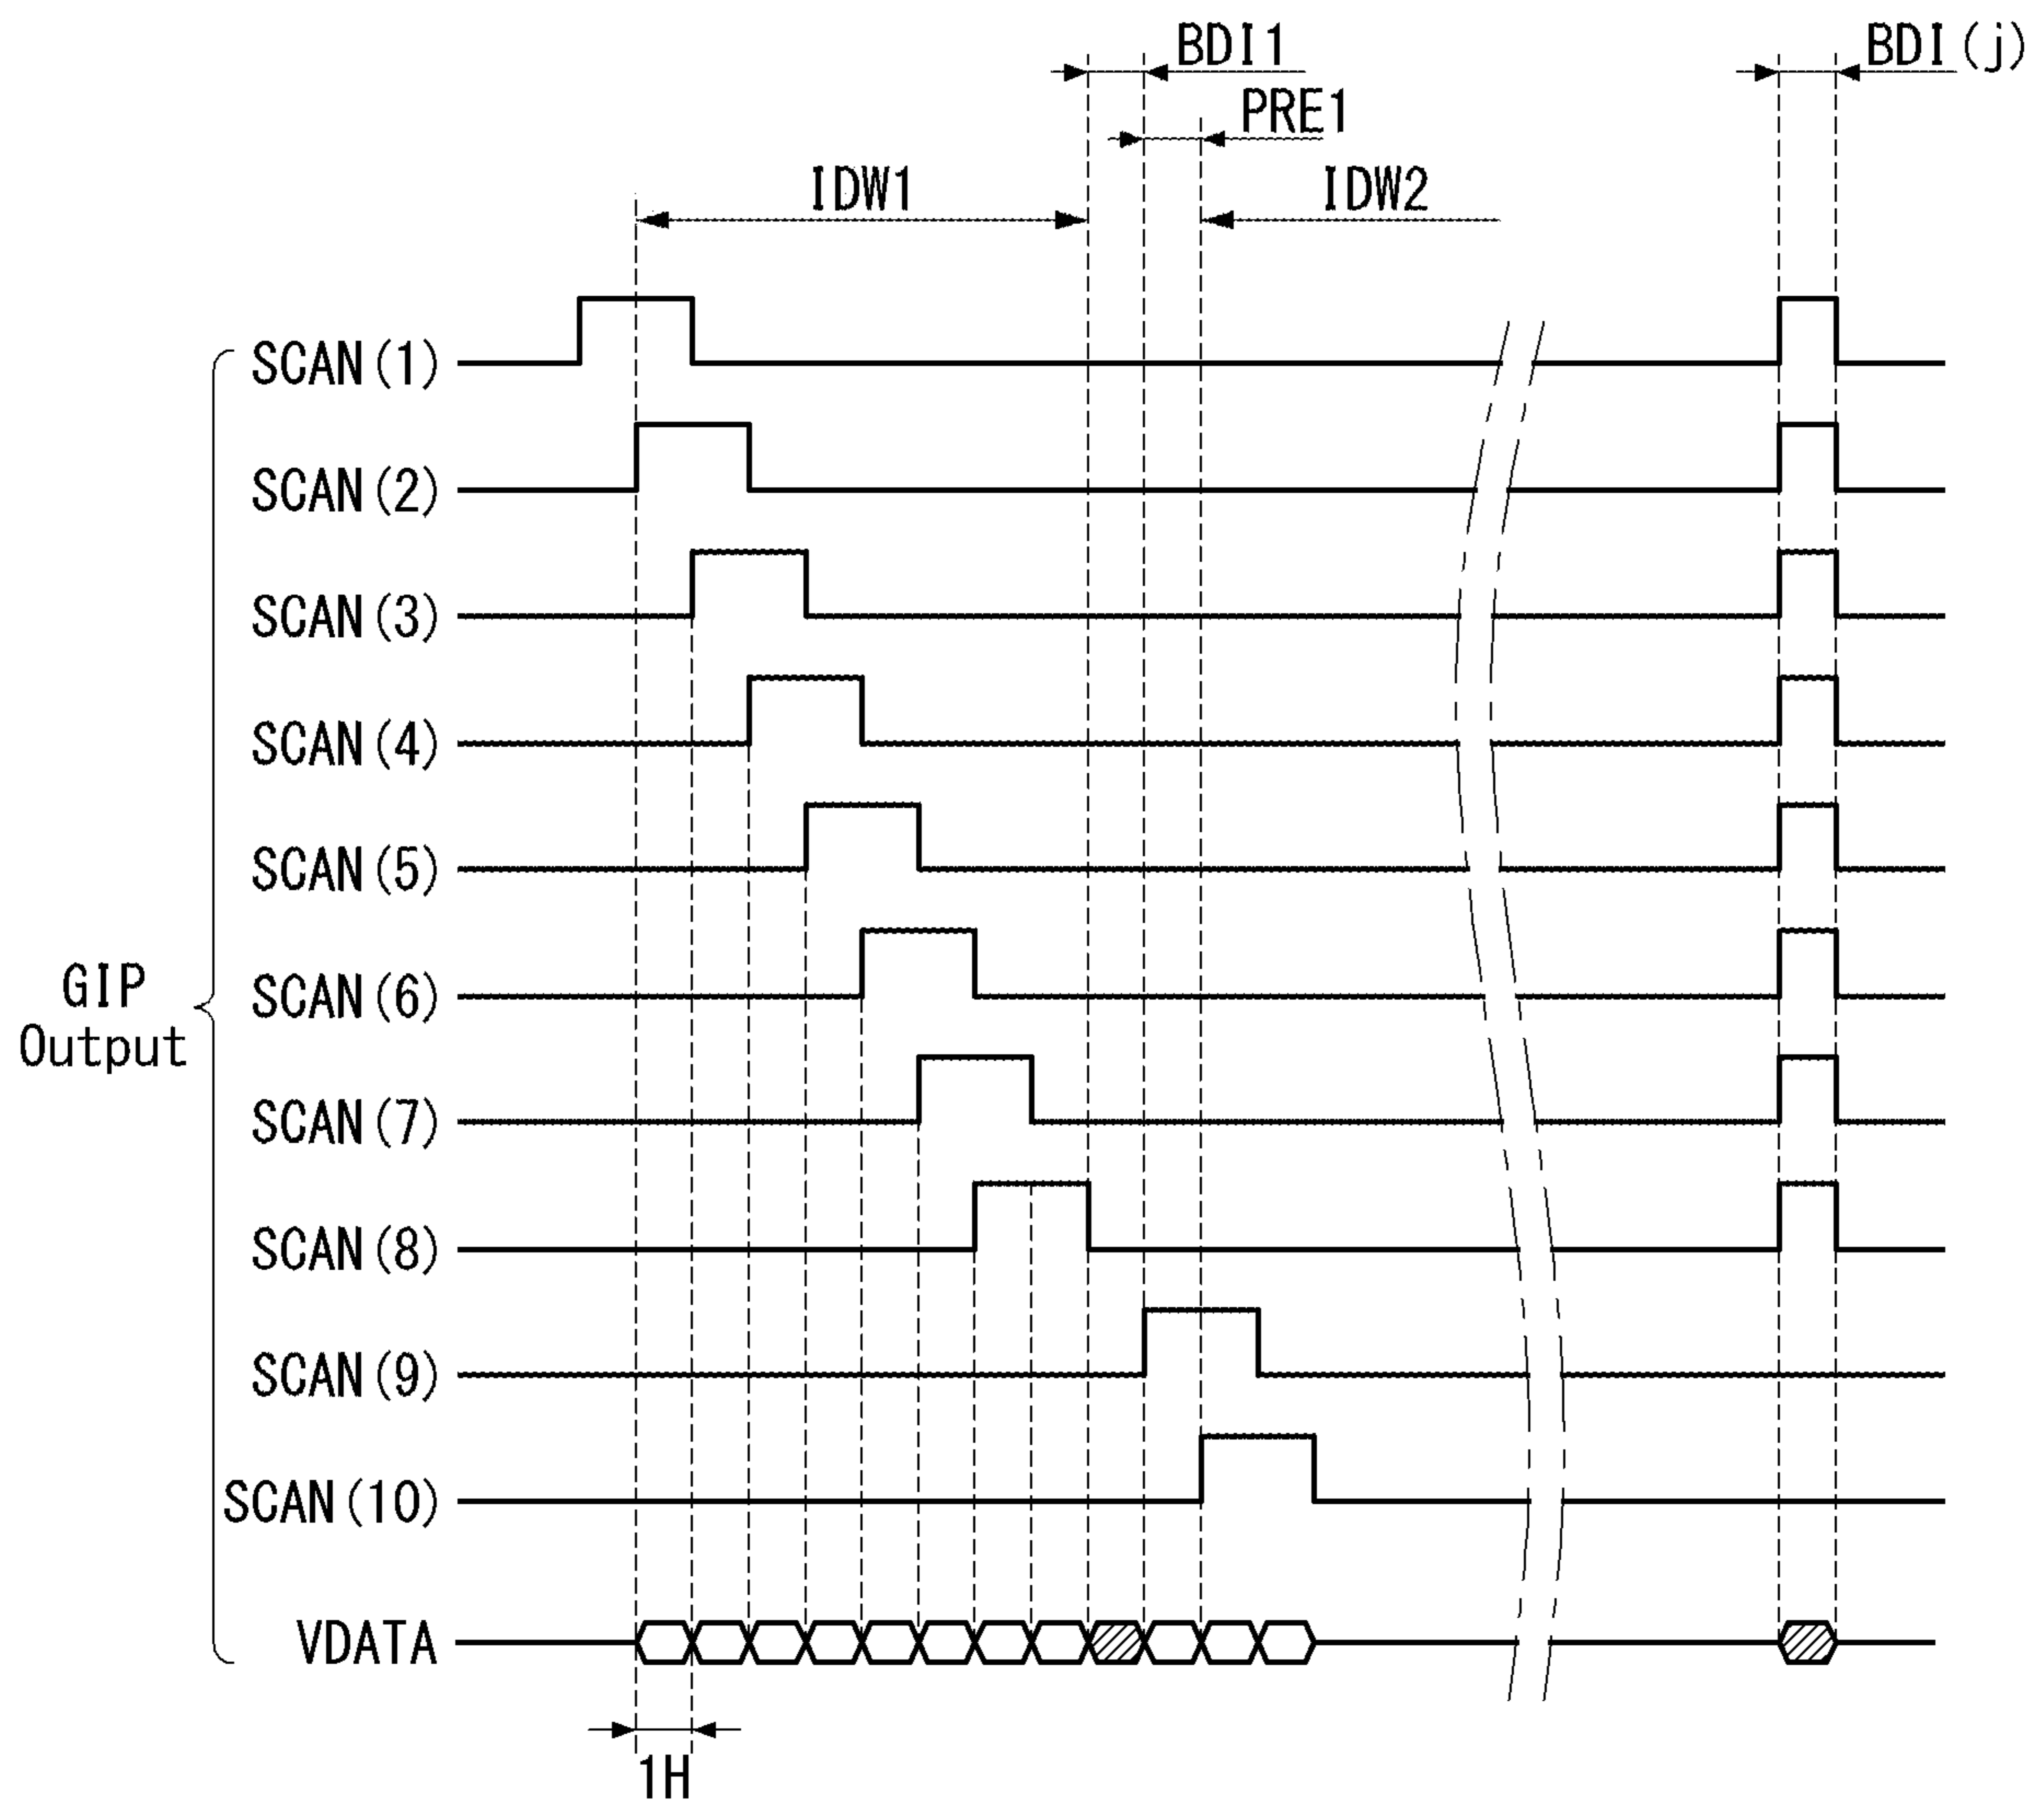 BDI1
BDI(j)
PRE1
IDW1
IDW2
SCAN(1)
SCAN(2)
SCAN(3)
SCAN(4)
SCAN(5)
SCAN(6)
GIP
Output
SCAN(7)
SCAN(8)
SCAN(9)
SCAN(10)
VDATA
1H